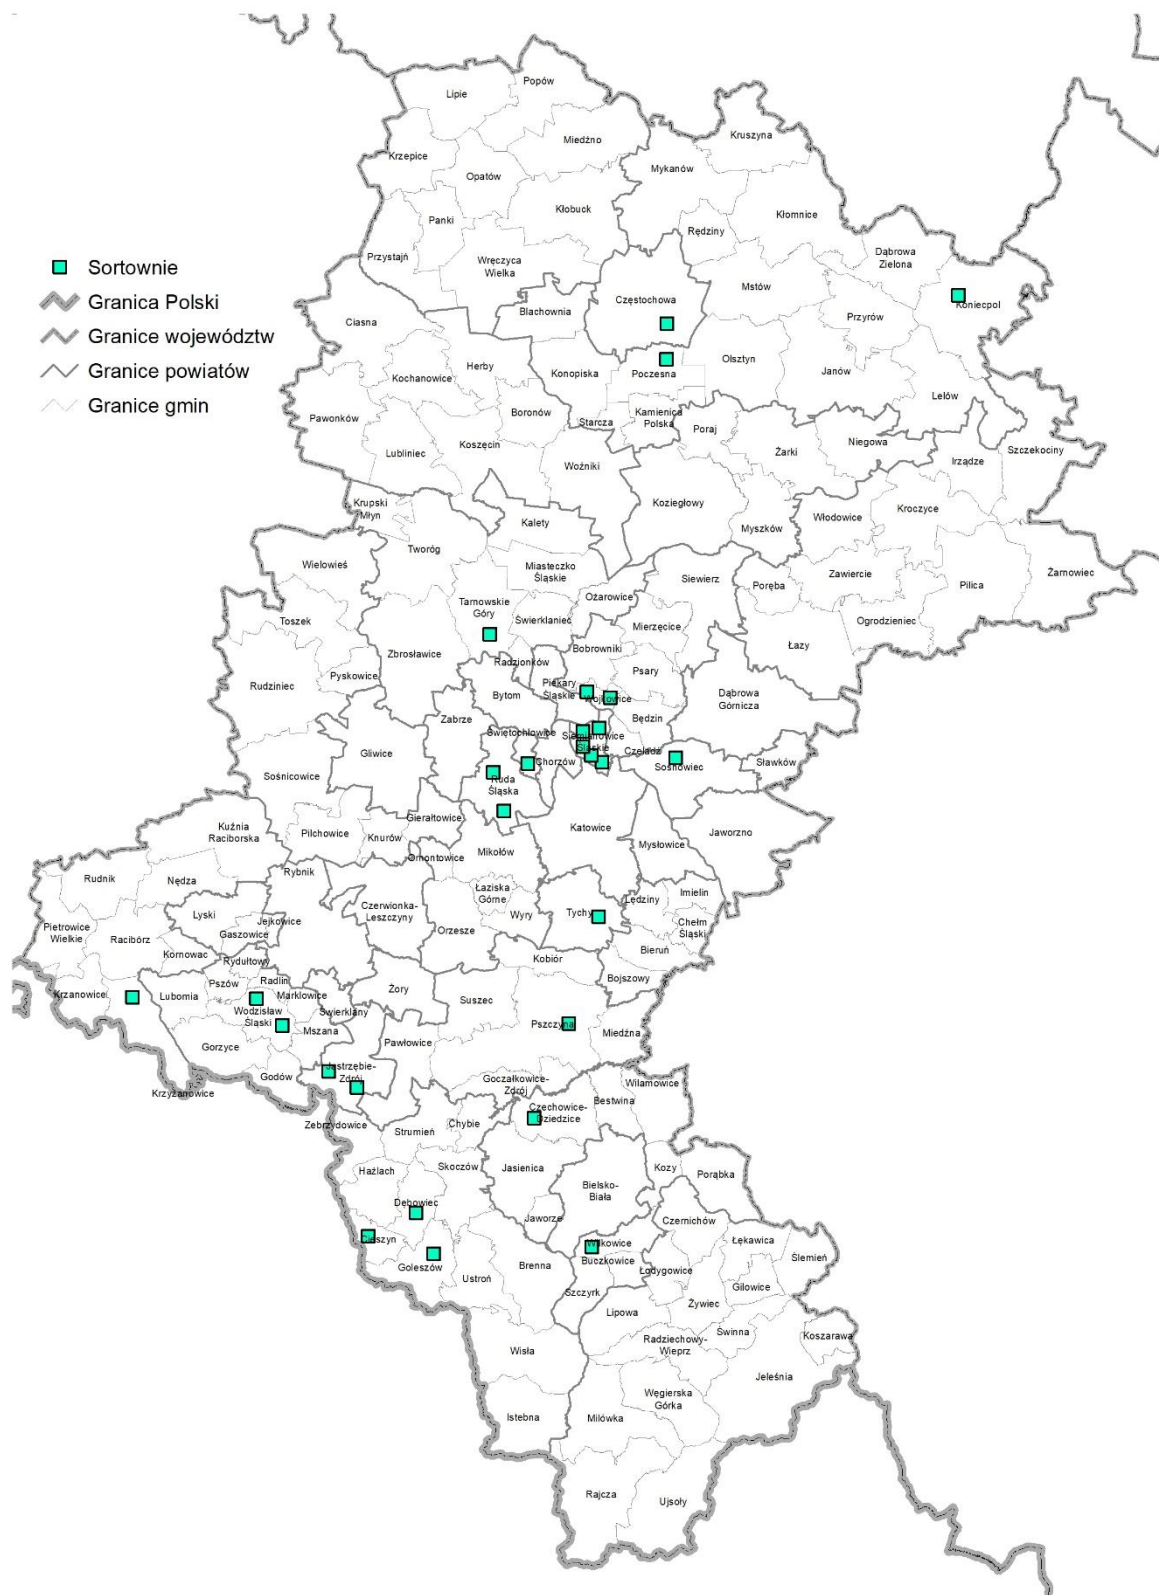 Sortownie
Granica Polski
Granice województw
Granice powiatów
Granice gmin
Popów
Lipie
Kruszyna
Miedźno
Krzepice
Mykanów
Opatów
Kłobuck
Kłomnice
Panki
Rędziny
Dąbrowa
Zielona
Przystajń
Wręczyca
Wielka
Mstów
Częstochowa
Koniecpol
Blachownia
Przyrów
Ciasna
Olsztyn
Herby
Konopiska
Poczesna
Janów
Kochanowice
Lelów
Boronów
Kamienica
Polska
Pawonków
Starcza
Poraj
Niegowa
Koszęcin
Żarki
Szczekociny
Lubliniec
Irządze
Woźniki
Krupski
Młyn
Koziegłowy
Kroczyce
Włodowice
Kalety
Myszków
Tworóg
Wielowieś
Miasteczko
Śląskie
Zawiercie
Żarnowiec
Siewierz
Poręba
Pilica
Ożarowice
Tarnowskie
Góry
Toszek
Świerklaniec
Mierzęcice
Ogrodzieniec
Łazy
Bobrowniki
Zbrosławice
Radzionków
Psary
Pyskowice
Rudziniec
Piekary
Śląskie
Bytom
Wojkowice
Dąbrowa
Górnicza
Zabrze
Będzin
Świętochłowice
Siemianowice
Śląskie
Gliwice
Czeladź
Chorzów
Sosnowiec
Sławków
Sośnicowice
Ruda
Śląska
Gierałtowice
Kuźnia
Raciborska
Pilchowice
Knurów
Katowice
Jaworzno
Mysłowice
Mikołów
Ornontowice
Rybnik
Rudnik
Nędza
Łaziska
Górne
Imielin
Lędziny
Czerwionka-
Leszczyny
Lyski
Jejkowice
Wyry
Tychy
Chełm
Śląski
Pietrowice
Wielkie
Gaszowice
Orzesze
Racibórz
Bieruń
Kornowac
Rydułtowy
Kobiór
Bojszowy
Pszów
Radlin
Żory
Krzanowice
Lubomia
Marklowice
Suszec
Wodzisław
Śląski
Świerklany
Pszczyna
Mszana
Miedźna
Pawłowice
Gorzyce
Jastrzębie-
Zdrój
Godów
Goczałkowice-
Zdrój
Wilamowice
Krzyżanowice
Bestwina
Czechowice-
Dziedzice
Zebrzydowice
Chybie
Strumień
Hażlach
Skoczów
Jasienica
Kozy
Porąbka
Bielsko-
Biała
Dębowiec
Jaworze
Czernichów
Cieszyn
Wilkowice
Łękawica
Ślemień
Buczkowice
Goleszów
Brenna
Łodygowice
Ustroń
Gilowice
Szczyrk
Żywiec
Lipowa
Świnna
Radziechowy-
Wieprz
Koszarawa
Wisła
Jeleśnia
Węgierska
Górka
Istebna
Milówka
Rajcza
Ujsoły